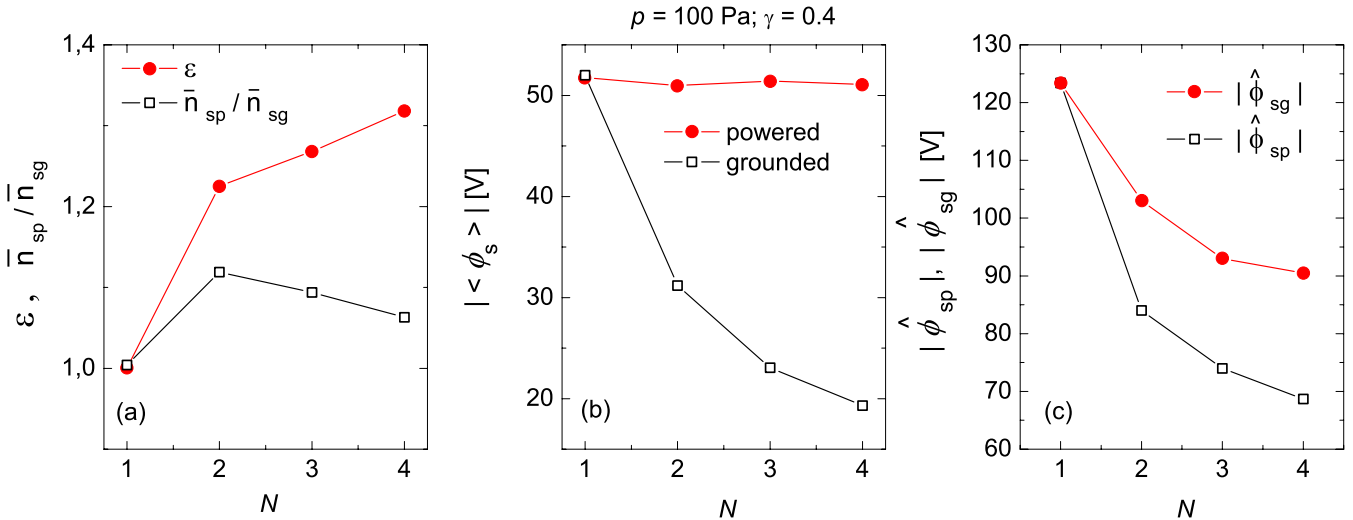 p = 100 Pa; γ = 0.4
1,4
1,2
1,0
ε
n̄ sp / n̄ sg
ε , n̄ sp / n̄ sg
(a)
1 2 3 4
N
50
40
30
20
powered
grounded
| < ϕ s > | [V]
(b)
1 2 3 4
N
130
120
110
100
90
80
70
60
| ϕ̂ sg |
| ϕ̂ sp |
| ϕ̂ sp |, | ϕ̂ sg | [V]
(c)
1 2 3 4
N